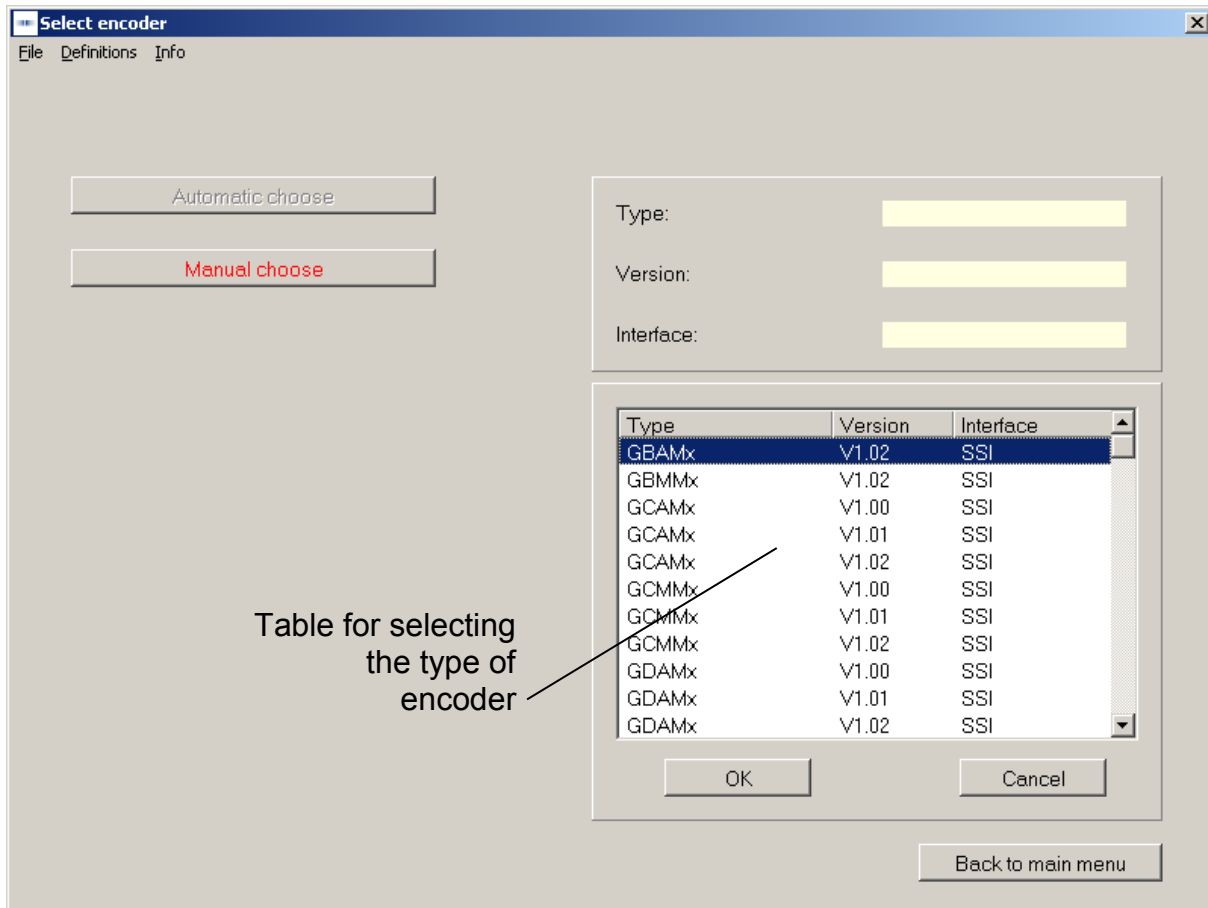 Select encoder
File Definitions Info
Automatic choose
Manual choose
Type:
Version:
Interface:
Type Version Interface
GBAMx V1.02 SSI
GBMMx V1.02 SSI
GCAMx V1.00 SSI
GCAMx V1.01 SSI
GCAMx V1.02 SSI
GCMMx V1.00 SSI
GCMMx V1.01 SSI
GCMMx V1.02 SSI
GDAMx V1.00 SSI
GDAMx V1.01 SSI
GDAMx V1.02 SSI
Table for selecting
the type of
encoder
OK Cancel
Back to main menu